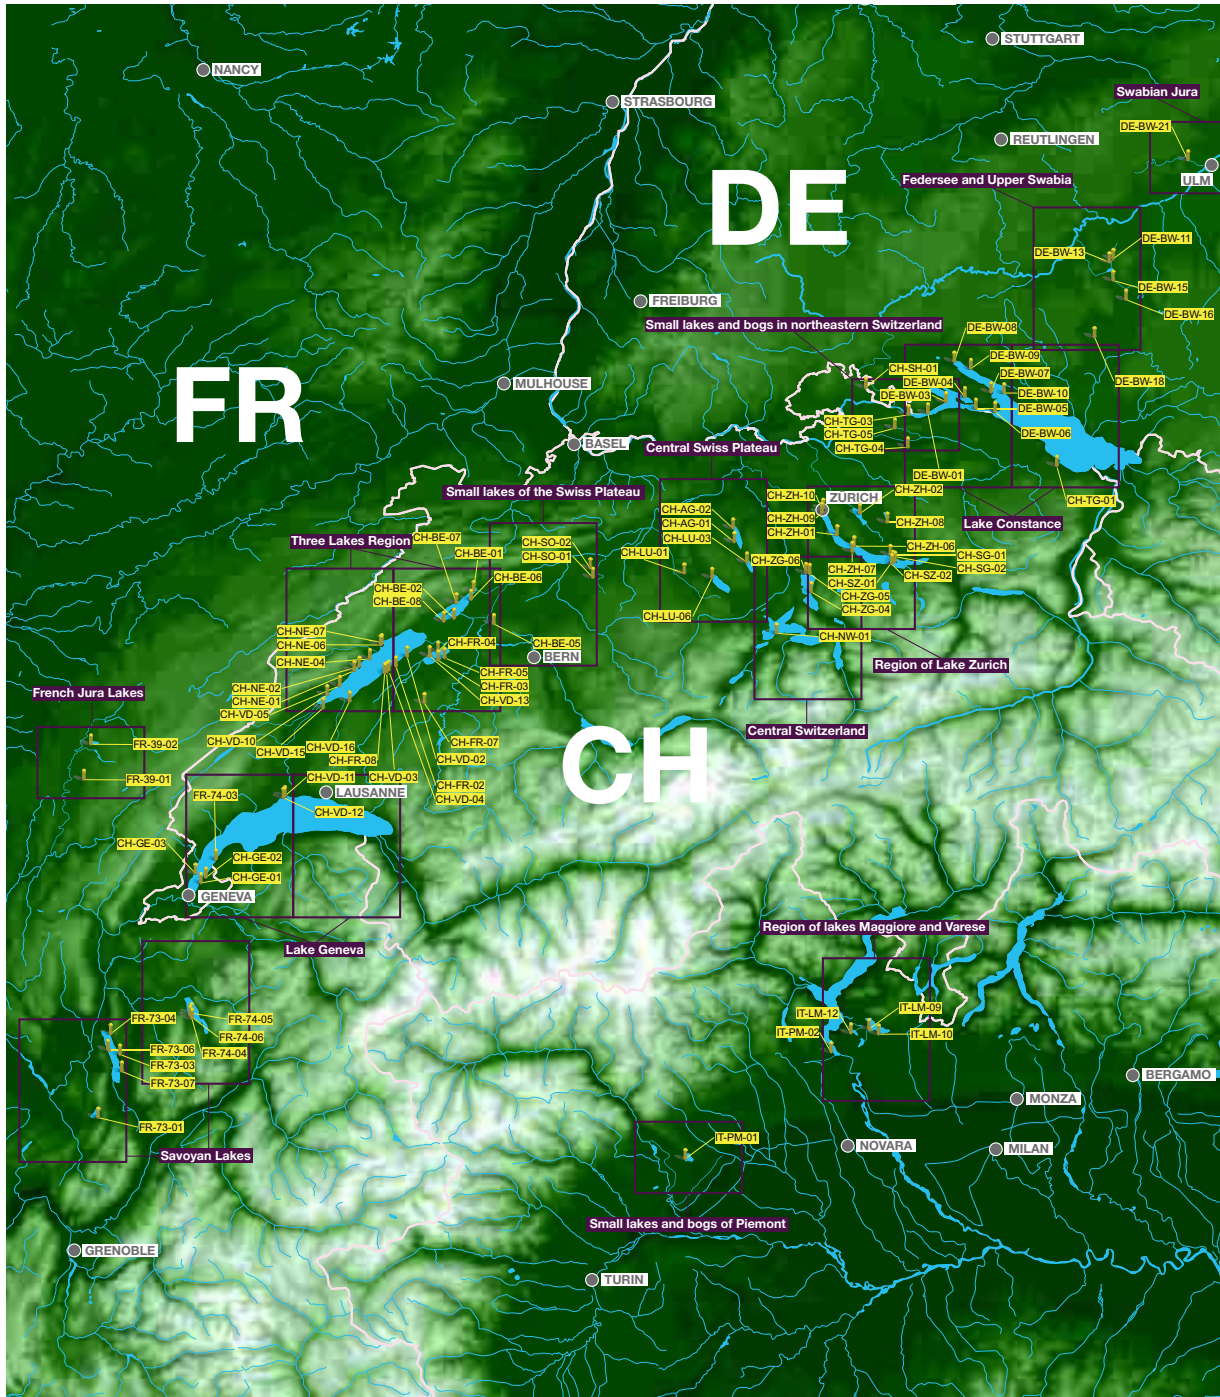 STUTTGART
NANCY
Swabian Jura
STRASBOURG
DE-BW-21
REUTLINGEN
ULM
Federsee and Upper Swabia
DE
DE-BW-11
DE-BW-13
DE-BW-15
FREIBURG
DE-BW-16
Small lakes and bogs in northeastern Switzerland
DE-BW-08
DE-BW-09
CH-SH-01
DE-BW-07
MULHOUSE
DE-BW-04
DE-BW-18
FR
DE-BW-03
DE-BW-10
DE-BW-05
CH-TG-03
CH-TG-05
DE-BW-06
BASEL
Central Swiss Plateau
CH-TG-04
DE-BW-01
Small lakes of the Swiss Plateau
CH-ZH-10
ZÜRICH
CH-ZH-02
CH-TG-01
CH-AG-02
CH-ZH-09
CH-ZH-08
Lake Constance
CH-AG-01
CH-ZH-01
Three Lakes Region
CH-BE-07
CH-LU-03
CH-SO-02
CH-ZH-06
CH-BE-01
CH-LU-01
CH-SO-01
CH-SG-01
CH-ZG-06
CH-SG-02
CH-ZH-07
CH-SZ-02
CH-BE-06
CH-SZ-01
CH-BE-02
CH-ZG-05
CH-BE-08
CH-ZG-04
CH-LU-06
CH-NE-07
CH-NW-01
CH-NE-06
CH-FR-04
CH-BE-05
BERN
CH-NE-04
Region of Lake Zurich
CH-FR-05
CH-NE-02
CH-FR-03
French Jura Lakes
CH-NE-01
CH-VD-13
CH-VD-05
Central Switzerland
CH-VD-10
CH-FR-07
FR-39-02
CH-VD-15
CH-VD-16
CH-VD-02
CH-FR-08
CH
FR-39-01
CH-VD-11
CH-VD-03
CH-FR-02
LAUSANNE
FR-74-03
CH-VD-04
CH-VD-12
CH-GE-03
CH-GE-02
CH-GE-01
GENEVA
Region of lakes Maggiore and Varese
Lake Geneva
IT-LM-09
IT-LM-12
FR-73-04
FR-74-05
IT-PM-02
IT-LM-10
FR-74-06
FR-73-06
FR-74-04
FR-73-03
BERGAMO
FR-73-07
MONZA
FR-73-01
IT-PM-01
NOVARA
MILAN
Savoyan Lakes
Small lakes and bogs of Piemont
GRENOBLE
TURIN